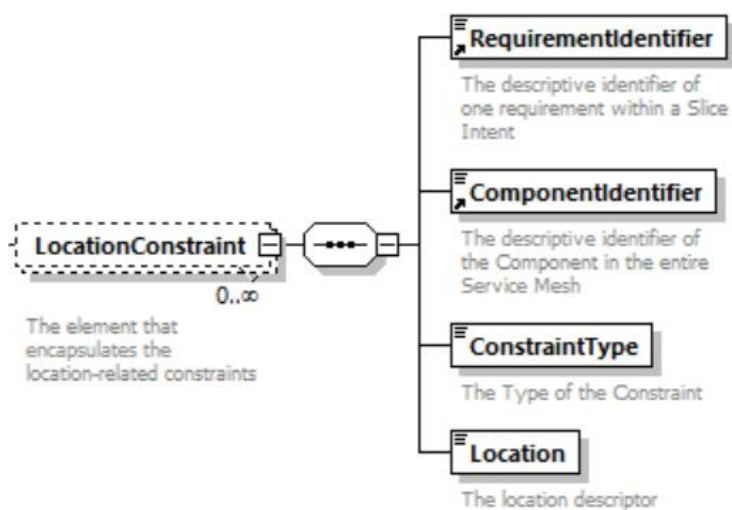 LocationConstraint
0..∞
The element that
encapsulates the
location-related constraints
RequirementIdentifier
The descriptive identifier of
one requirement within a Slice
Intent
ComponentIdentifier
The descriptive identifier of
the Component in the entire
Service Mesh
ConstraintType
The Type of the Constraint
Location
The location descriptor